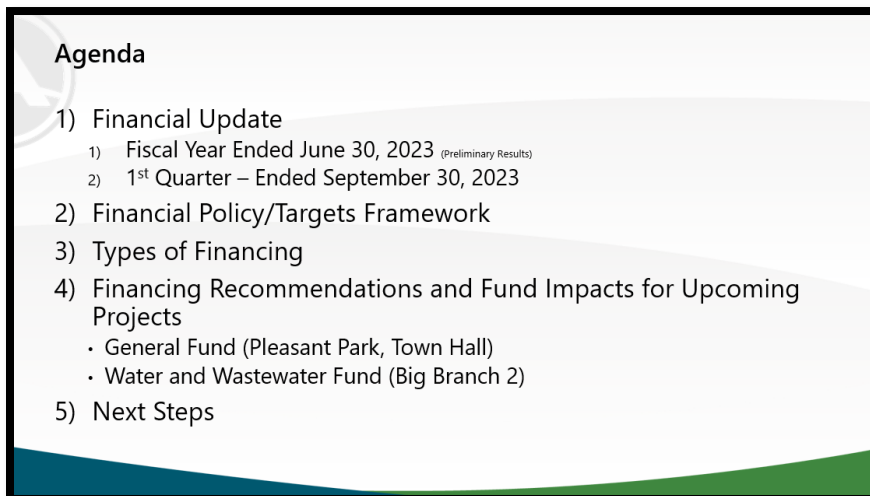 Agenda
1) Financial Update
1) Fiscal Year Ended June 30, 2023 (Preliminary Results)
2) 1st Quarter – Ended September 30, 2023
2) Financial Policy/Targets Framework
3) Types of Financing
4) Financing Recommendations and Fund Impacts for Upcoming
Projects
• General Fund (Pleasant Park, Town Hall)
• Water and Wastewater Fund (Big Branch 2)
5) Next Steps